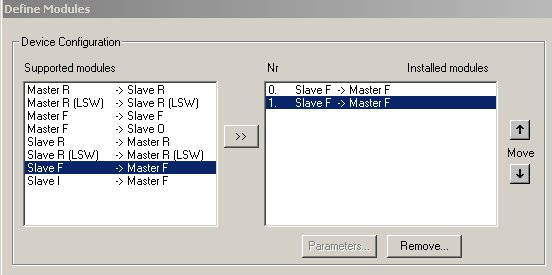 Define Modules
Device Configuration
Supported modules
Nr Installed modules
Master R -> Slave R
Master R (LSW) -> Slave R (LSW)
Master F -> Slave F
Master F -> Slave O
Slave R -> Master R
Slave R (LSW) -> Master R (LSW)
Slave F -> Master F
Slave I -> Master F
>>
0. Slave F -> Master F
1. Slave F -> Master F
Move
Parameters...
Remove...